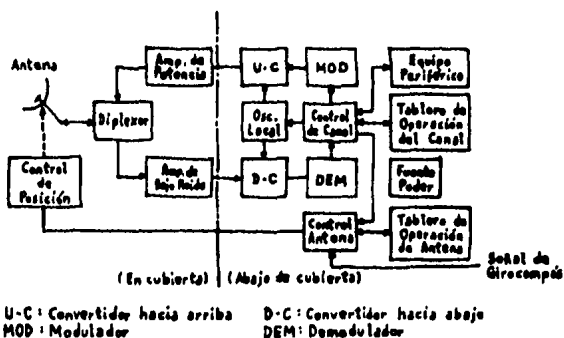 Antena
Amp. de
Potencia
U-C
MOD
Equipo
Periférico
Diplexor
Osc.
Local
Control
de Canal
Tablero de
Operación
del Canal
Control
de
Posición
Amp. de
Bajo Ruido
D-C
DEM
Fuente
Poder
Control
Antena
Tablero de
Operación
de Antena
(En cubierta)
(Abajo de cubierta)
Señal de
Girocompás
U-C: Convertidor hacia arriba
D-C: Convertidor hacia abajo
MOD: Modulador
DEM: Demodulador